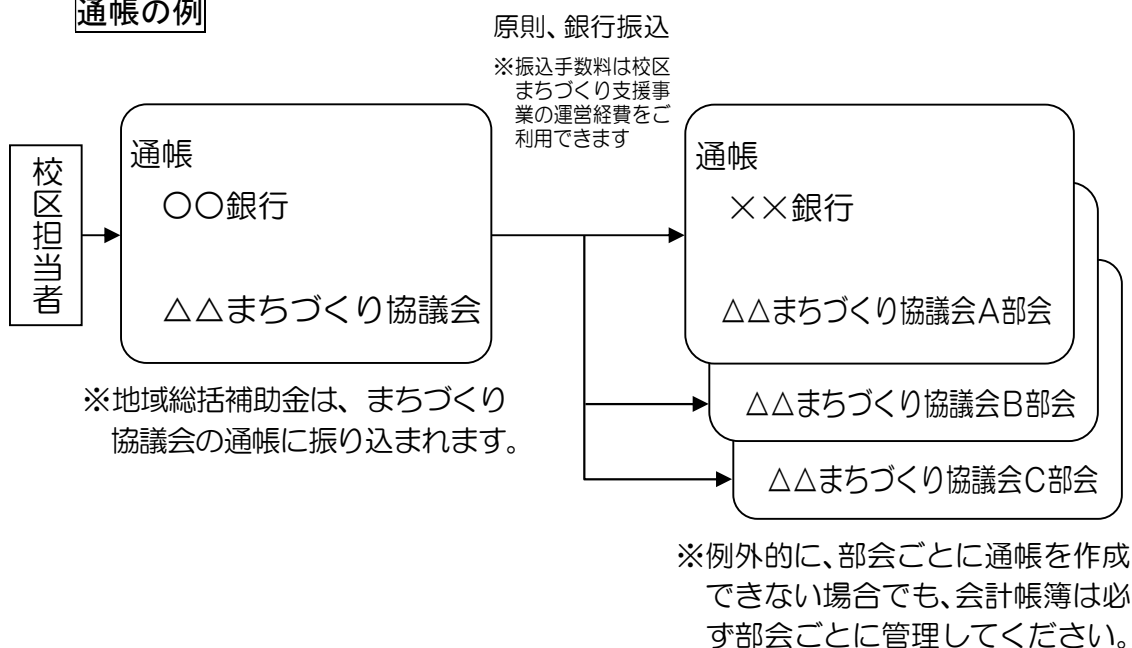 通帳の例
原則、銀行振込
※振込手数料は校区
まちづくり支援事
業の運営経費をご
利用できます
校区担当者
通帳
〇〇銀行
△△まちづくり協議会
通帳
××銀行
△△まちづくり協議会A部会
△△まちづくり協議会B部会
△△まちづくり協議会C部会
※地域総括補助金は、まちづくり
協議会の通帳に振り込まれます。
※例外的に、部会ごとに通帳を作成
できない場合でも、会計帳簿は必
ず部会ごとに管理してください。